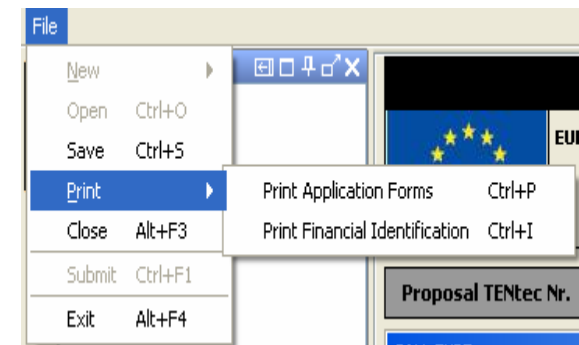 File
New
Open Ctrl+O
Save Ctrl+S
Print
Print Application Forms Ctrl+P
Close Alt+F3
Print Financial Identification Ctrl+I
Submit Ctrl+F1
Exit Alt+F4
Proposal TENtec Nr.